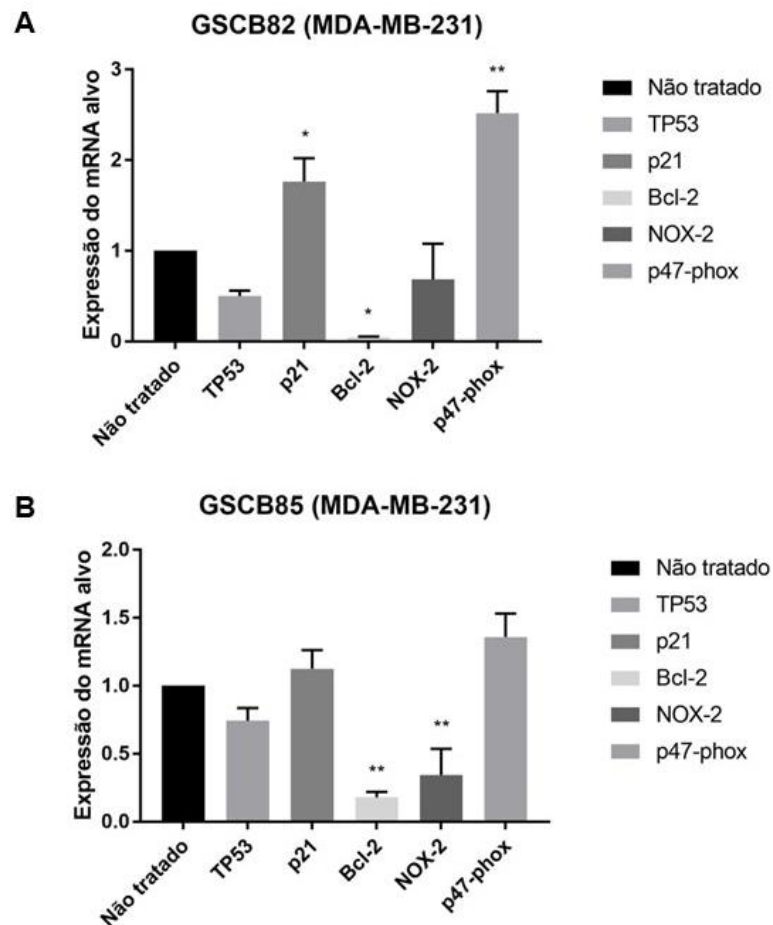 A
GSCB82 (MDA-MB-231)
Expressão do mRNA alvo
3
2
1
0
*
*
**
Não tratado
TP53
p21
Bcl-2
NOX-2
p47-phox
Não tratado
TP53
p21
Bcl-2
NOX-2
p47-phox
B
GSCB85 (MDA-MB-231)
Expressão do mRNA alvo
2.0
1.5
1.0
0.5
0.0
**
**
Não tratado
TP53
p21
Bcl-2
NOX-2
p47-phox
Não tratado
TP53
p21
Bcl-2
NOX-2
p47-phox